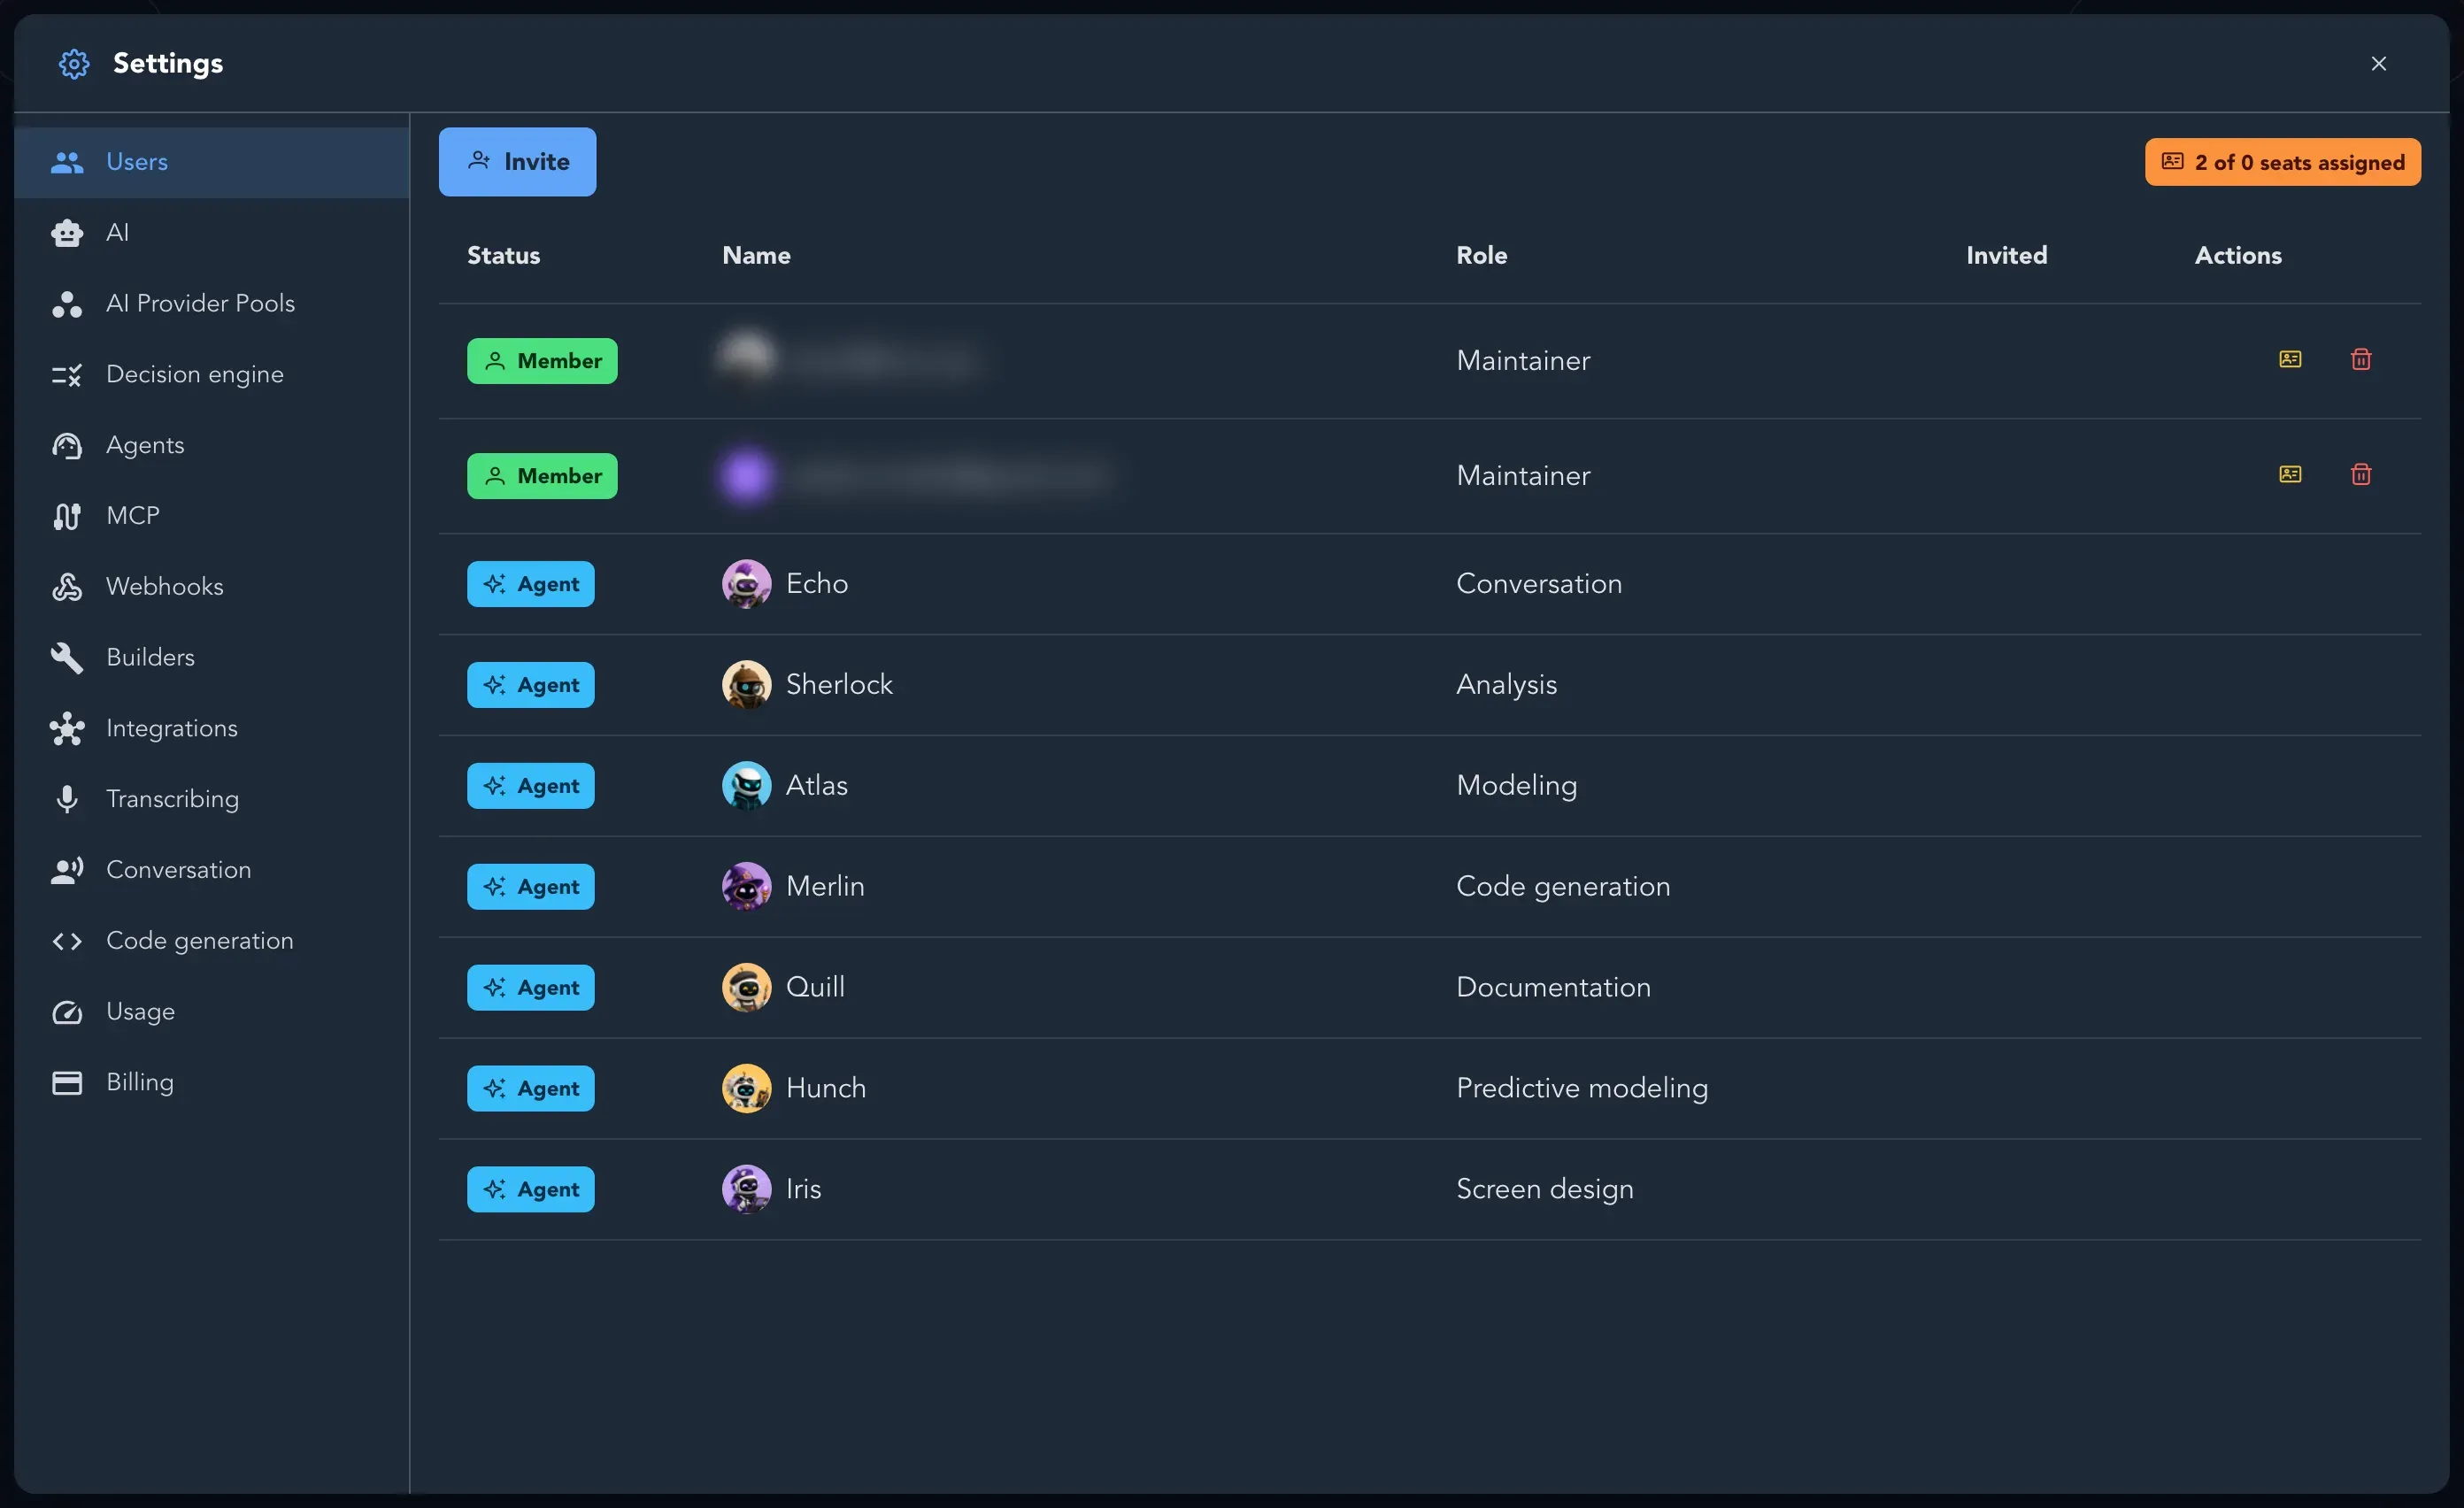 Settings
Users
AI
AI Provider Pools
Decision engine
Agents
MCP
Webhooks
Builders
Integrations
Transcribing
Conversation
Code generation
Usage
Billing
Invite
2 of 0 seats assigned
Status Name Role Invited Actions
Member Maintainer
Member Maintainer
Agent Echo Conversation
Agent Sherlock Analysis
Agent Atlas Modeling
Agent Merlin Code generation
Agent Quill Documentation
Agent Hunch Predictive modeling
Agent Iris Screen design